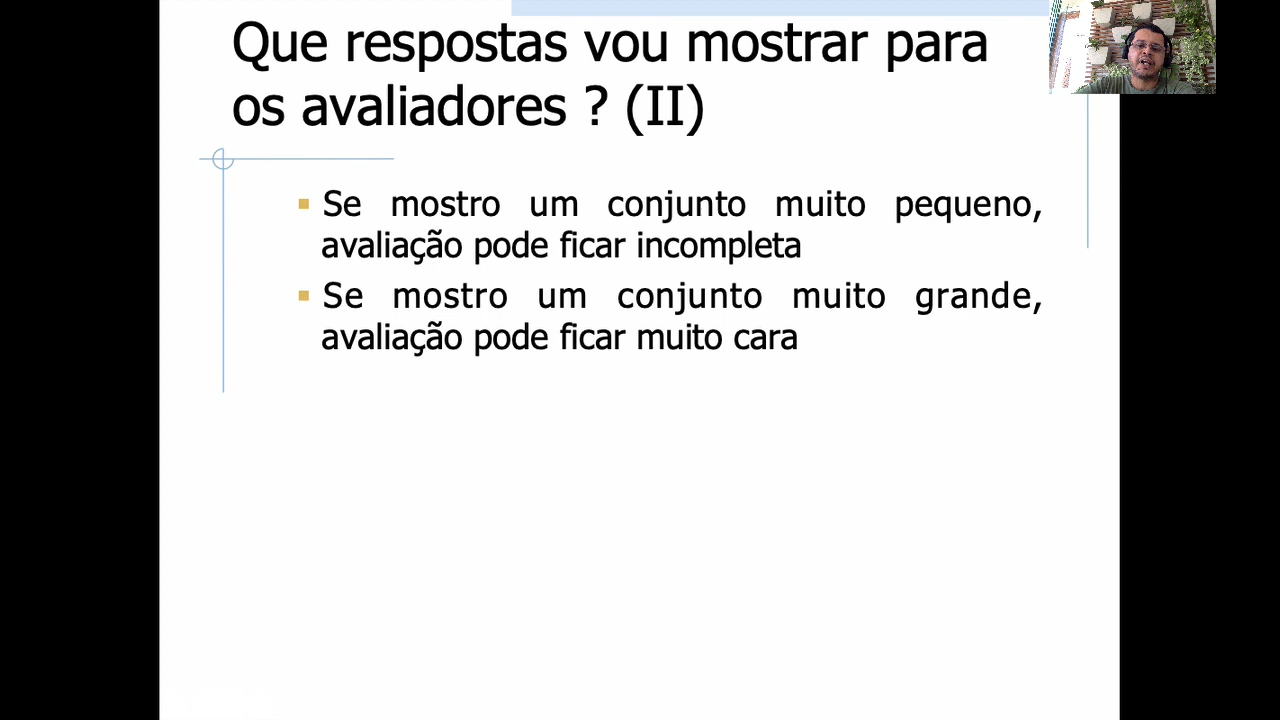 Que respostas vou mostrar para
os avaliadores ? (II)
Se mostro um conjunto muito pequeno,
avaliação pode ficar incompleta
Se mostro um conjunto muito grande,
avaliação pode ficar muito cara